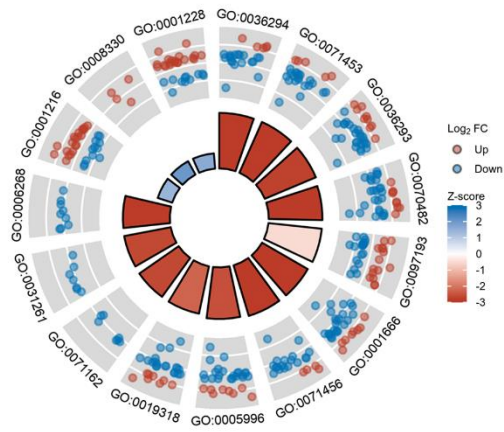 GO:0036294
GO:0071453
GO:0036293
GO:0070482
GO:0097193
GO:0001666
GO:0071456
GO:0005996
GO:0019318
GO:0071162
GO:0031261
GO:0006268
GO:0001216
GO:0008330
GO:0001228
Log₂ FC
Up
Down
Z-score
3
2
1
0
-1
-2
-3